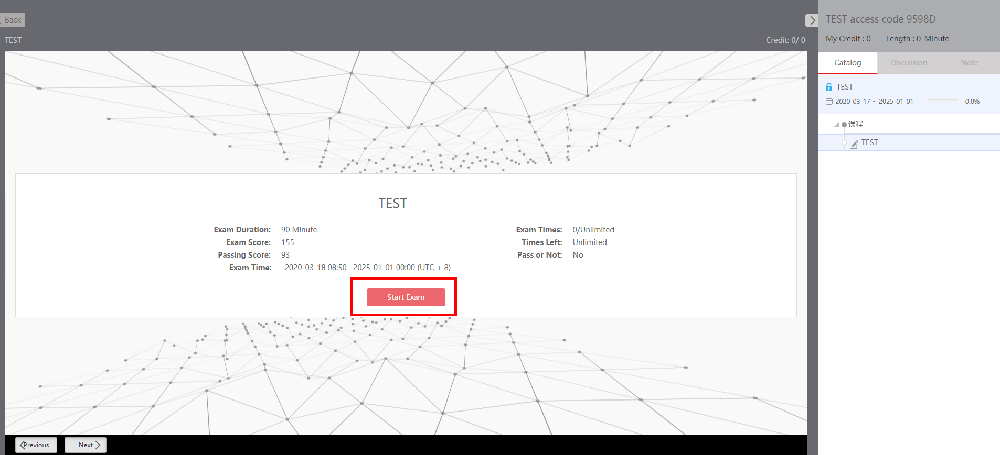 Back
TEST
Credit: 0/ 0
TEST
Exam Duration: 90 Minute
Exam Score: 155
Passing Score: 93
Exam Time: 2020-03-18 08:50--2025-01-01 00:00 (UTC + 8)
Exam Times: 0/Unlimited
Times Left: Unlimited
Pass or Not: No
Start Exam
Previous
Next
TEST access code 9598D
My Credit : 0 Length : 0 Minute
Catalog Discussion Note
TEST
2020-03-17 ~ 2025-01-01 0.0%
课程
TEST